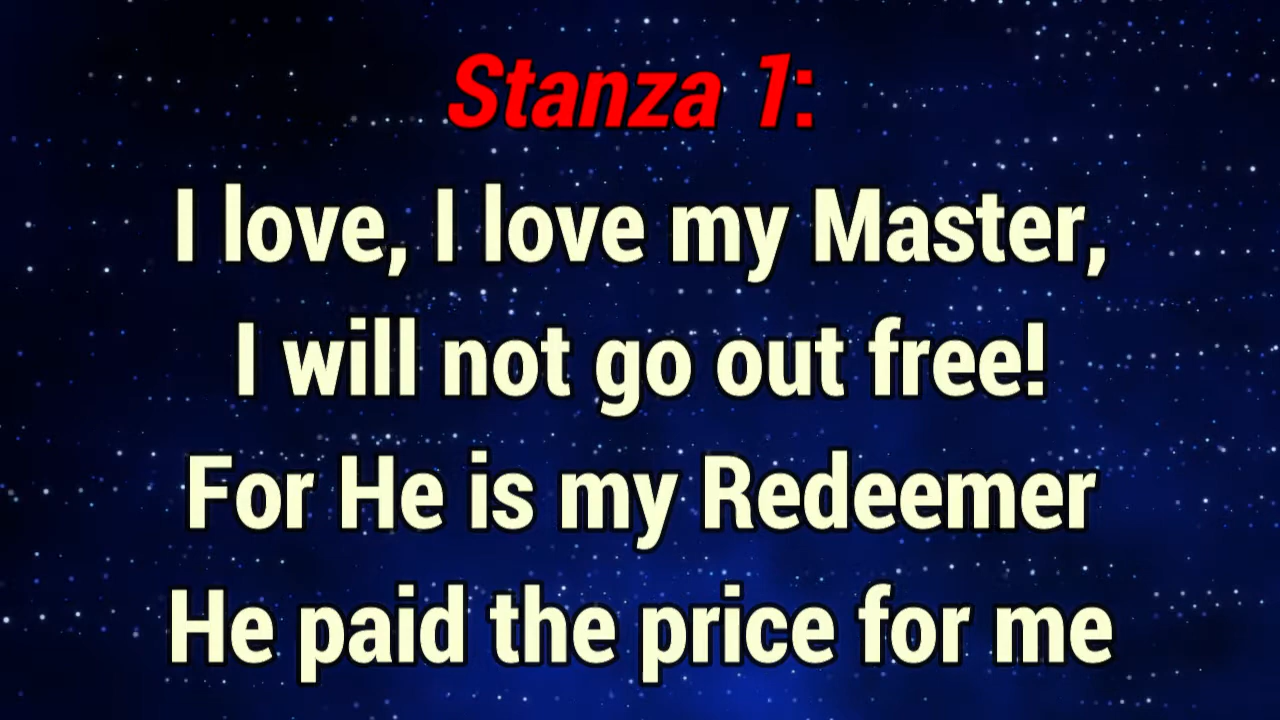 Stanza 1:
I love, I love my Master,
I will not go out free!
For He is my Redeemer
He paid the price for me